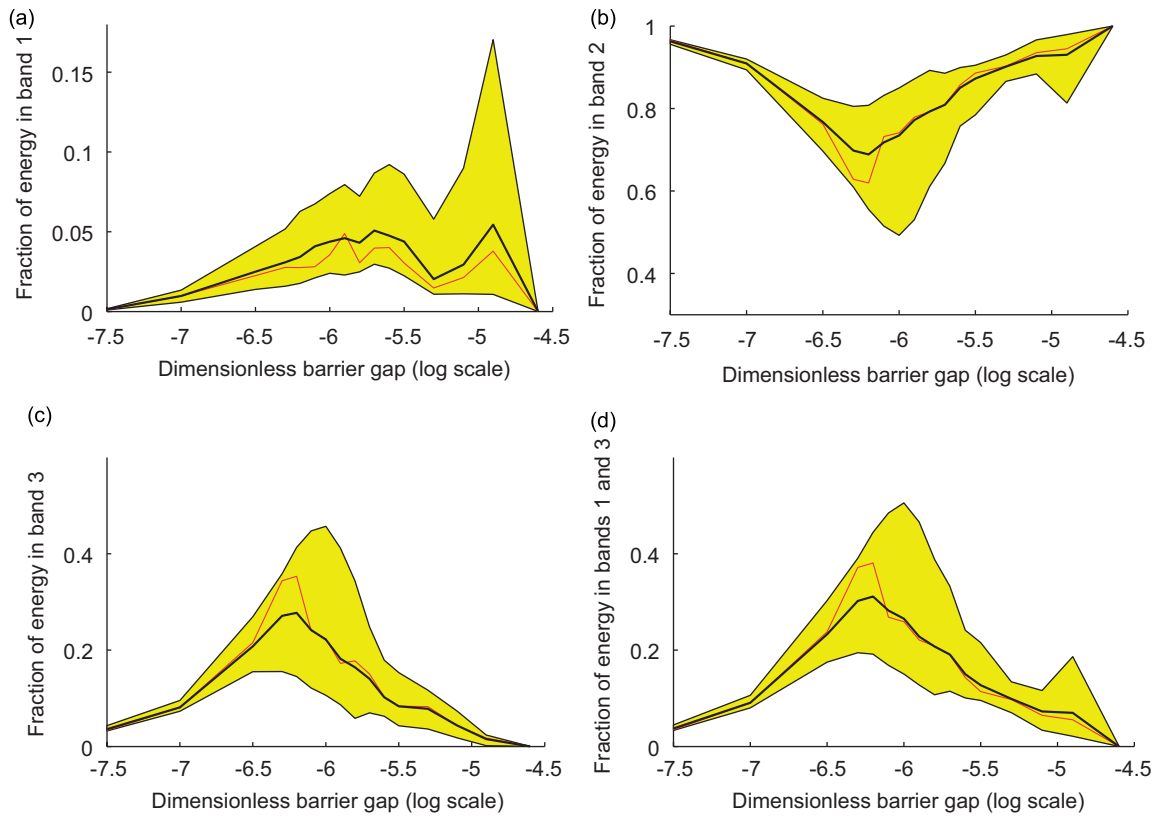 (a)
Fraction of energy in band 1
0.15
0.1
0.05
0
-7.5 -7 -6.5 -6 -5.5 -5 -4.5
Dimensionless barrier gap (log scale)
(b)
Fraction of energy in band 2
1
0.8
0.6
0.4
-7.5 -7 -6.5 -6 -5.5 -5 -4.5
Dimensionless barrier gap (log scale)
(c)
Fraction of energy in band 3
0.4
0.2
0
-7.5 -7 -6.5 -6 -5.5 -5 -4.5
Dimensionless barrier gap (log scale)
(d)
Fraction of energy in bands 1 and 3
0.4
0.2
0
-7.5 -7 -6.5 -6 -5.5 -5 -4.5
Dimensionless barrier gap (log scale)